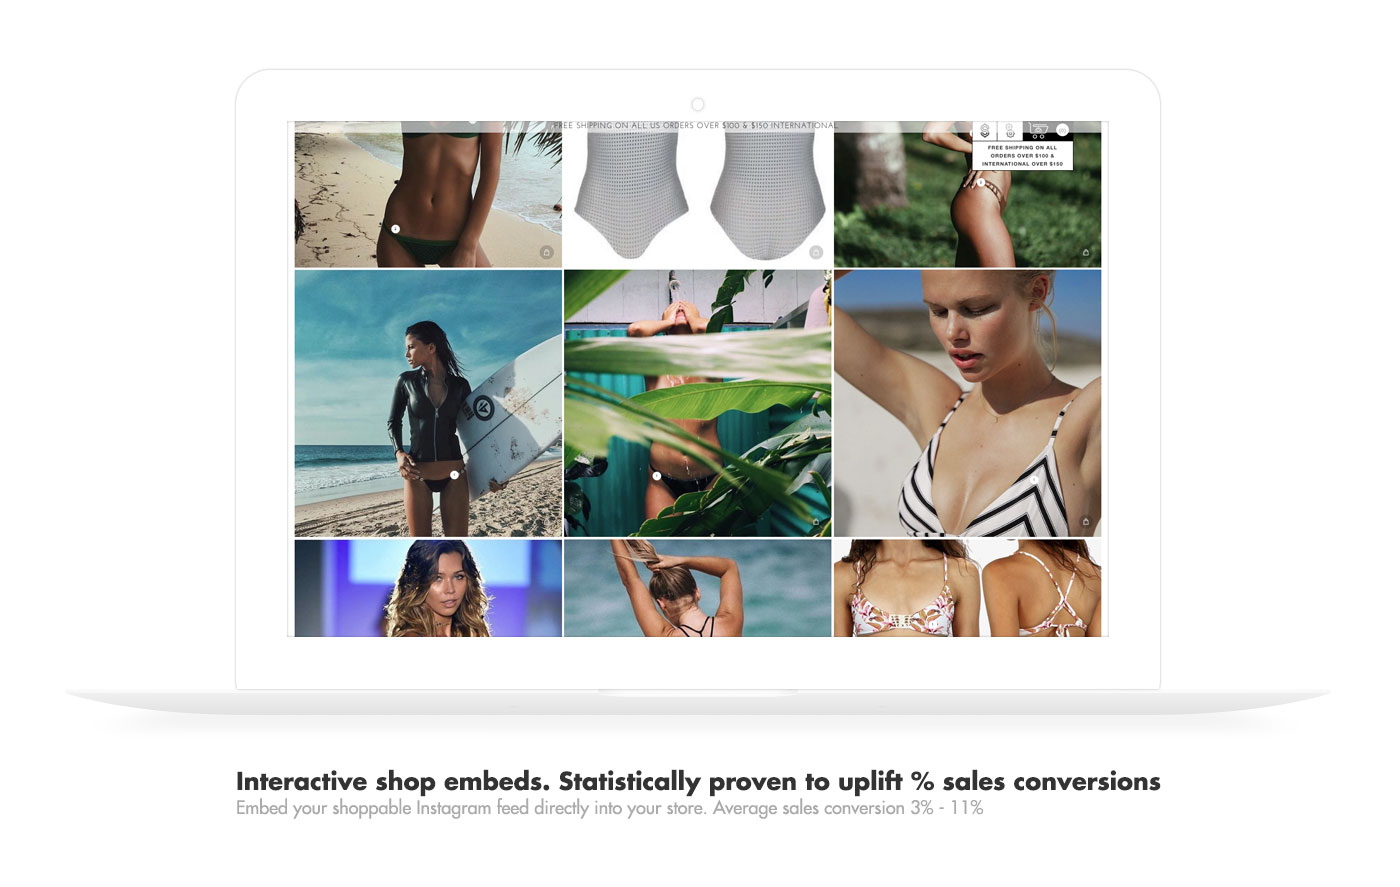 FREE SHIPPING ON ALL US ORDERS OVER $100 & $150 INTERNATIONAL
FREE SHIPPING ON ALL
ORDERS OVER $100 &
INTERNATIONAL OVER $150
Interactive shop embeds. Statistically proven to uplift % sales conversions
Embed your shoppable Instagram feed directly into your store. Average sales conversion 3% - 11%